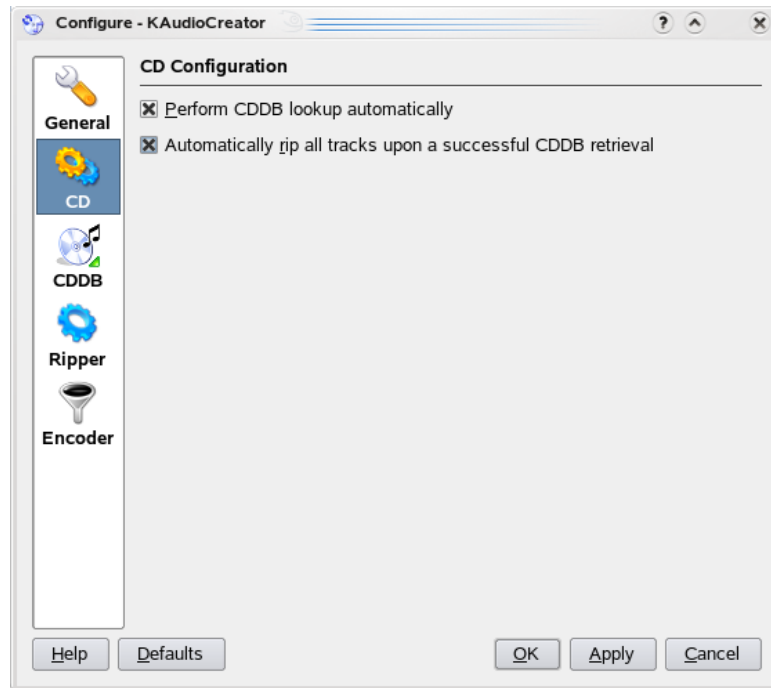 Configure - KAudioCreator
General
CD
CDDB
Ripper
Encoder
CD Configuration
Perform CDDB lookup automatically
Automatically rip all tracks upon a successful CDDB retrieval
Help
Defaults
OK
Apply
Cancel